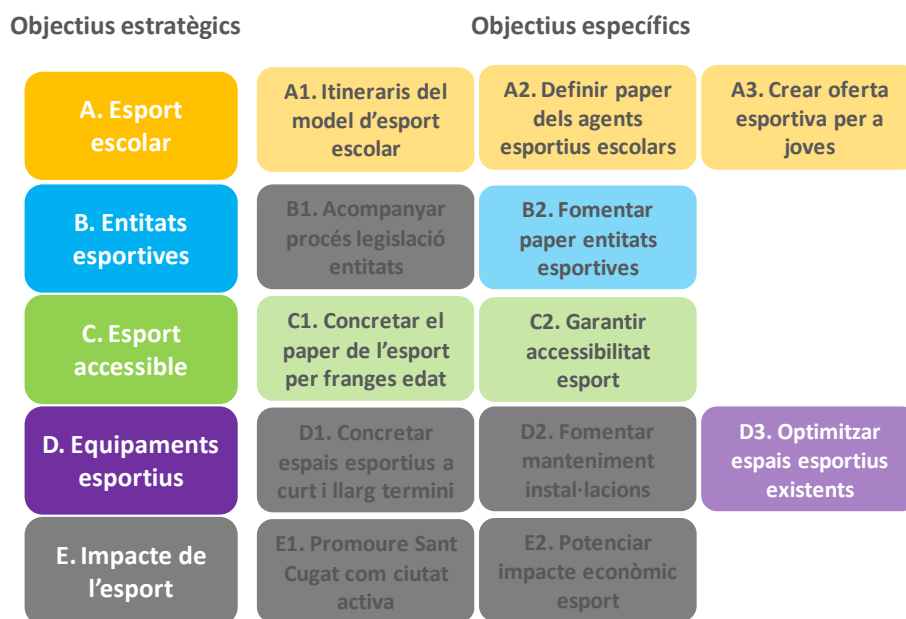 Objectius estratègics
Objectius específics
A. Esport
escolar
A1. Itineraris del
model d'esport
escolar
A2. Definir paper
dels agents
esportius escolars
A3. Crear oferta
esportiva per a
joves
B. Entitats
esportives
B1. Acompanyar
procés legislació
entitats
B2. Fomentar
paper entitats
esportives
C. Esport
accessible
C1. Concretar el
paper de l'esport
per franges edat
C2. Garantir
accessibilitat
esport
D. Equipaments
esportius
D1. Concretar
espais esportius a
curt i llarg termini
D2. Fomentar
manteniment
instal·lacions
D3. Optimitzar
espais esportius
existents
E. Impacte de
l'esport
E1. Promoure Sant
Cugat com ciutat
activa
E2. Potenciar
impacte econòmic
esport